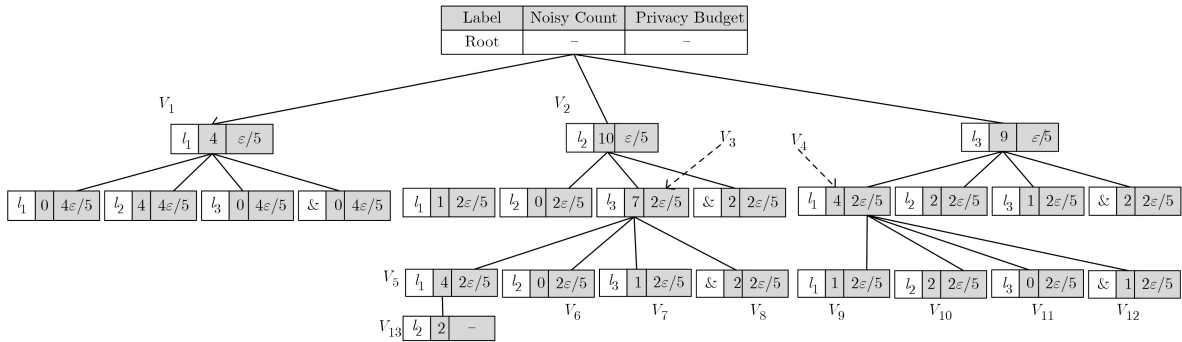 Label Noisy Count Privacy Budget
Root – –
V1 V2
l1 4 ε/5 l2 10 ε/5 V3 V4 l3 9 ε/5
l1 0 4ε/5 l2 4 4ε/5 l3 0 4ε/5 & 0 4ε/5 l1 1 2ε/5 l2 0 2ε/5 l3 7 2ε/5 & 2 2ε/5 l1 4 2ε/5 l2 2 2ε/5 l3 1 2ε/5 & 2 2ε/5
V5 l1 4 2ε/5 l2 0 2ε/5 l3 1 2ε/5 & 2 2ε/5 l1 1 2ε/5 l2 2 2ε/5 l3 0 2ε/5 & 1 2ε/5
V6 V7 V8 V9 V10 V11 V12
V13 l2 2 –